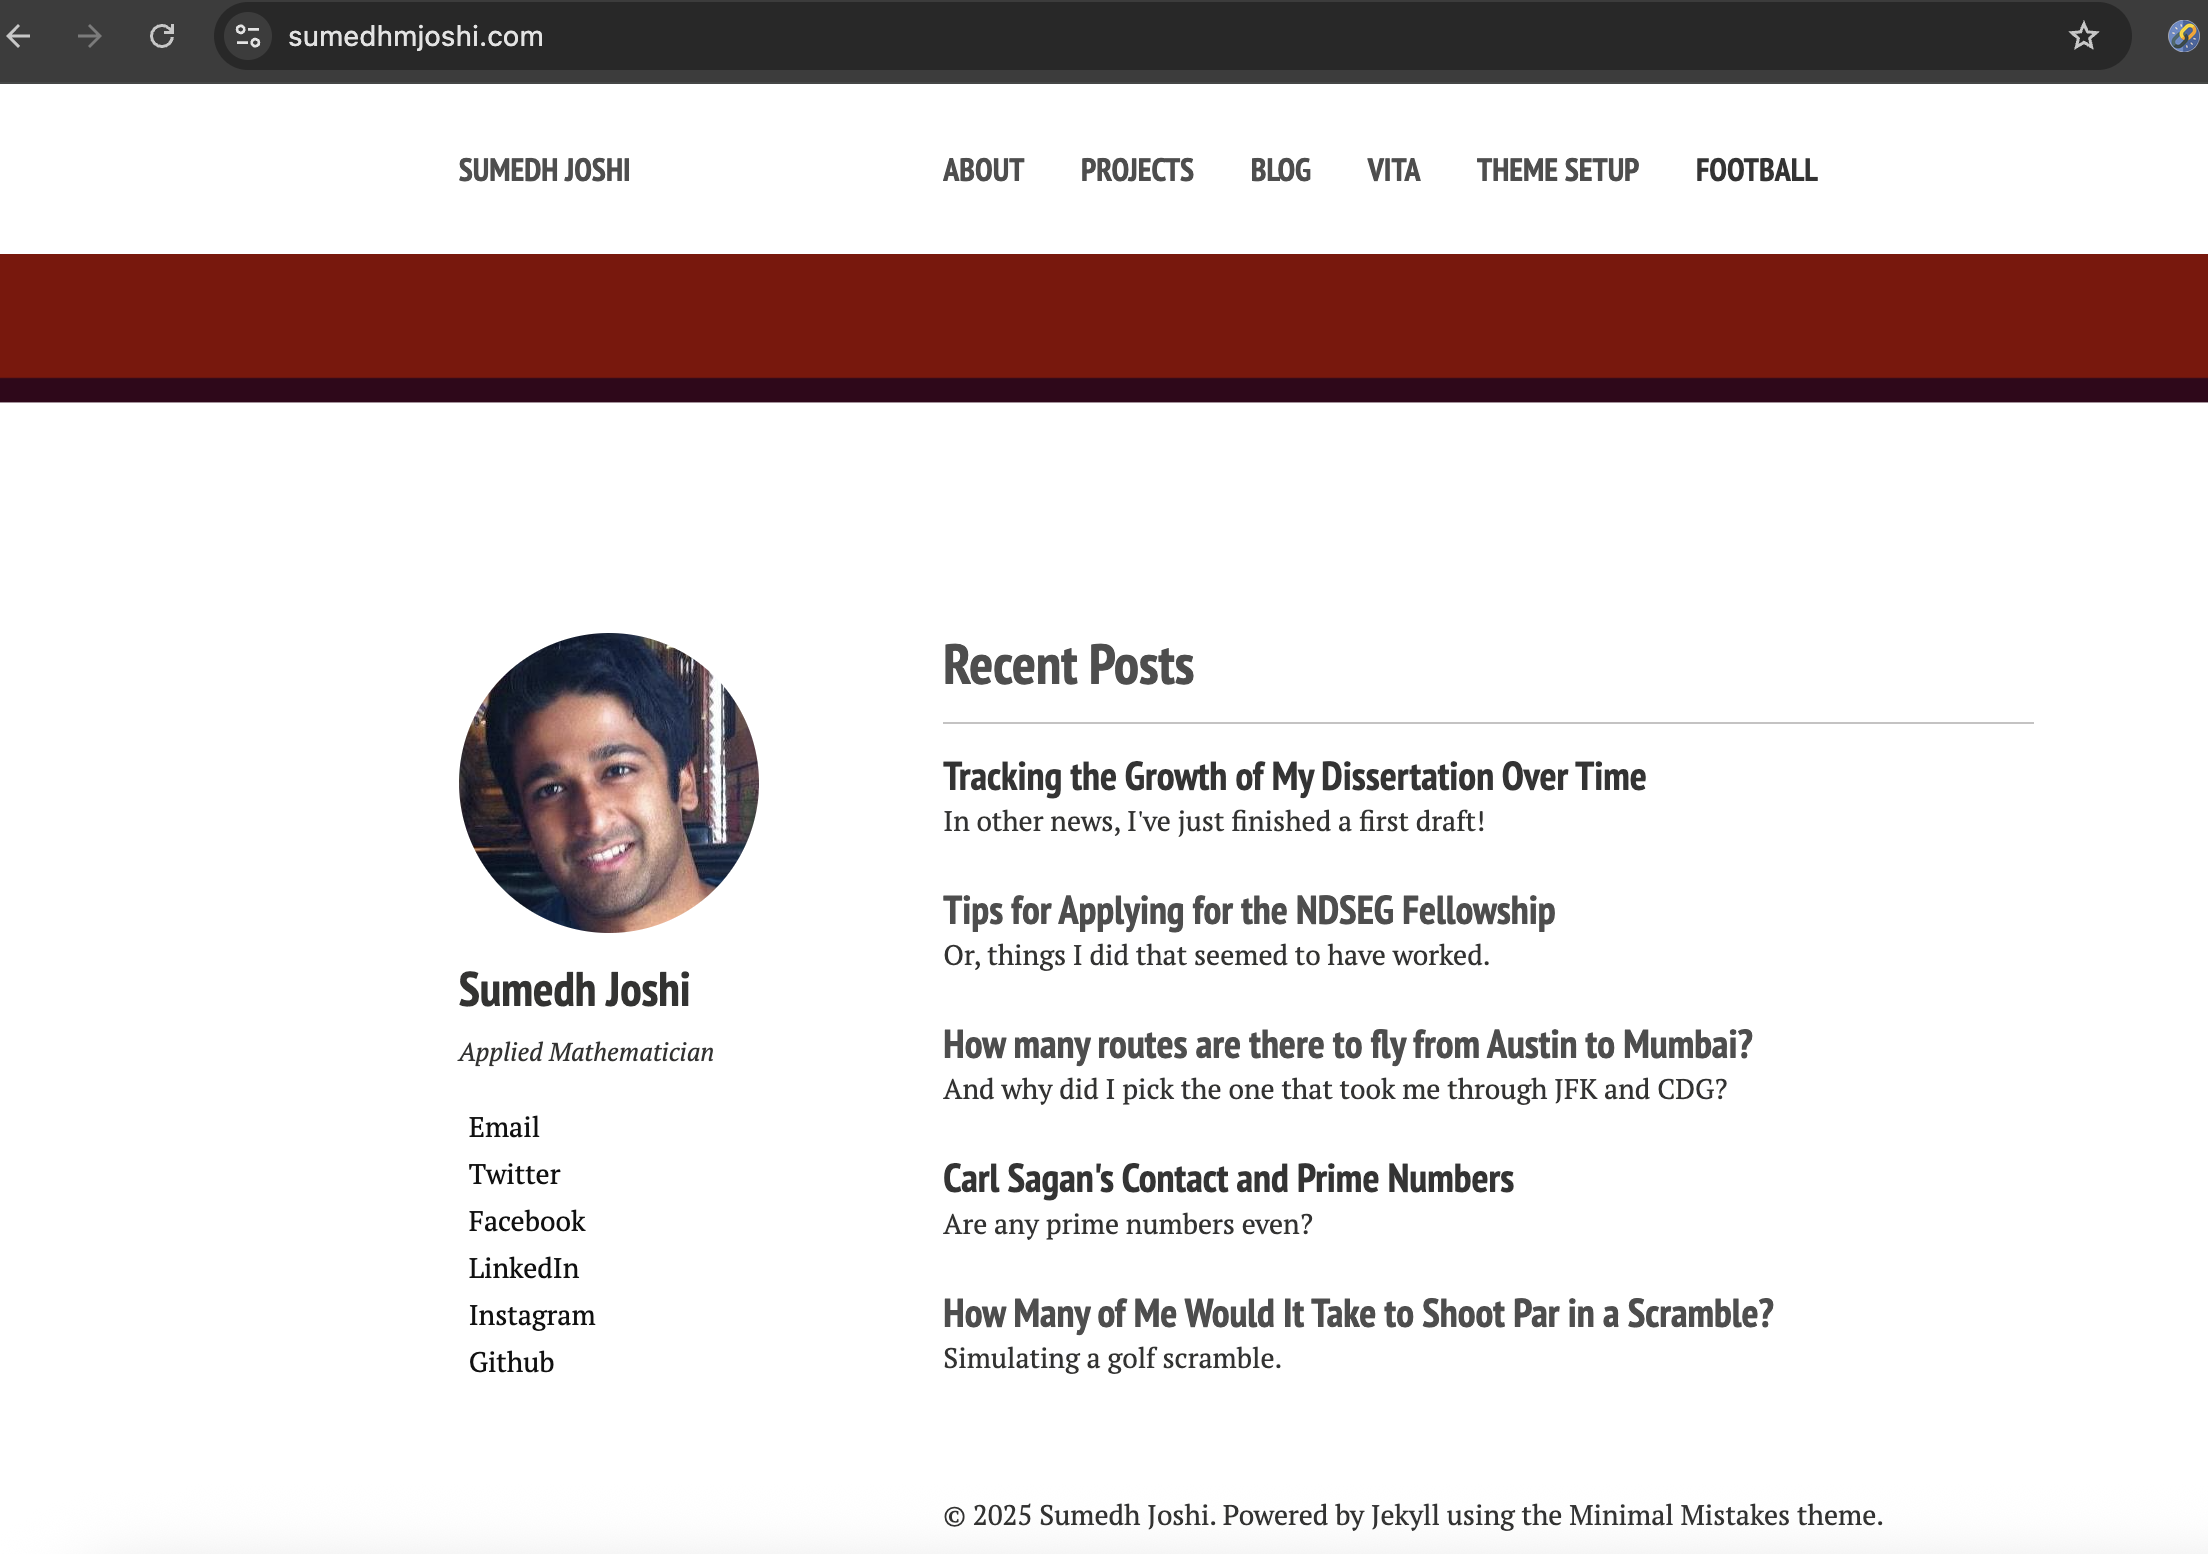 sumedhmjoshi.com
SUMEDH JOSHI
ABOUT PROJECTS BLOG VITA THEME SETUP FOOTBALL
Sumedh Joshi
Applied Mathematician
Email
Twitter
Facebook
LinkedIn
Instagram
Github
Recent Posts
Tracking the Growth of My Dissertation Over Time
In other news, I've just finished a first draft!
Tips for Applying for the NDSEG Fellowship
Or, things I did that seemed to have worked.
How many routes are there to fly from Austin to Mumbai?
And why did I pick the one that took me through JFK and CDG?
Carl Sagan's Contact and Prime Numbers
Are any prime numbers even?
How Many of Me Would It Take to Shoot Par in a Scramble?
Simulating a golf scramble.
© 2025 Sumedh Joshi. Powered by Jekyll using the Minimal Mistakes theme.